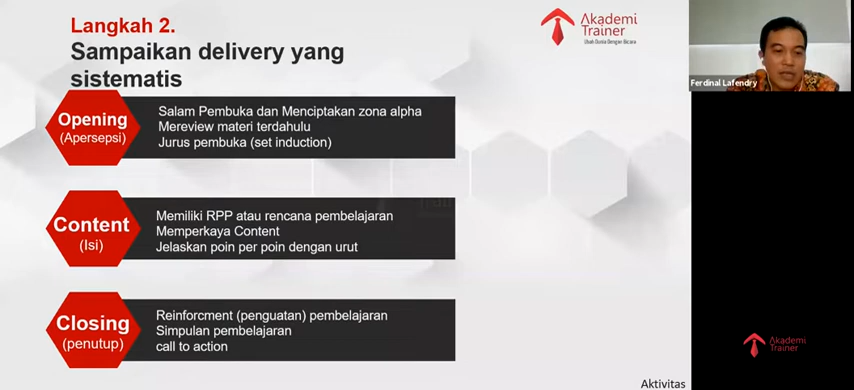 Langkah 2.
Sampaikan delivery yang
sistematis
Akademi
Trainer
Ubah Dunia Dengan Bicara
Ferdinal Lafendry
Opening
(Apersepsi)
Salam Pembuka dan Menciptakan zona alpha
Mereview materi terdahulu
Jurus pembuka (set induction)
Content
(Isi)
Memiliki RPP atau rencana pembelajaran
Memperkaya Content
Jelaskan poin per poin dengan urut
Closing
(penutup)
Reinforcment (penguatan) pembelajaran
Simpulan pembelajaran
call to action
Akademi
Trainer
Aktivitas